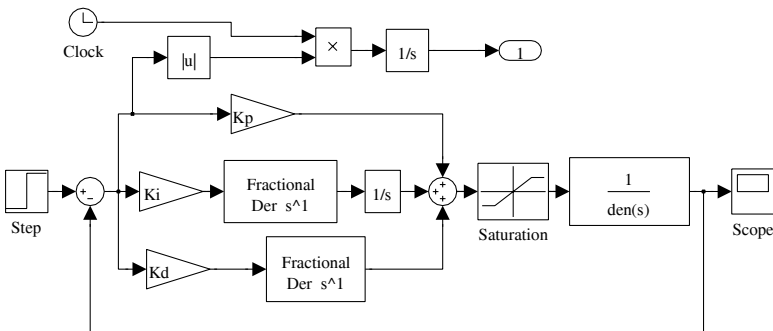 Clock
×
1/s
1
|u|
Kp
Step
+
−
Ki
Fractional
Der s^1
1/s
+
+
+
Saturation
1
den(s)
Scope
Kd
Fractional
Der s^1